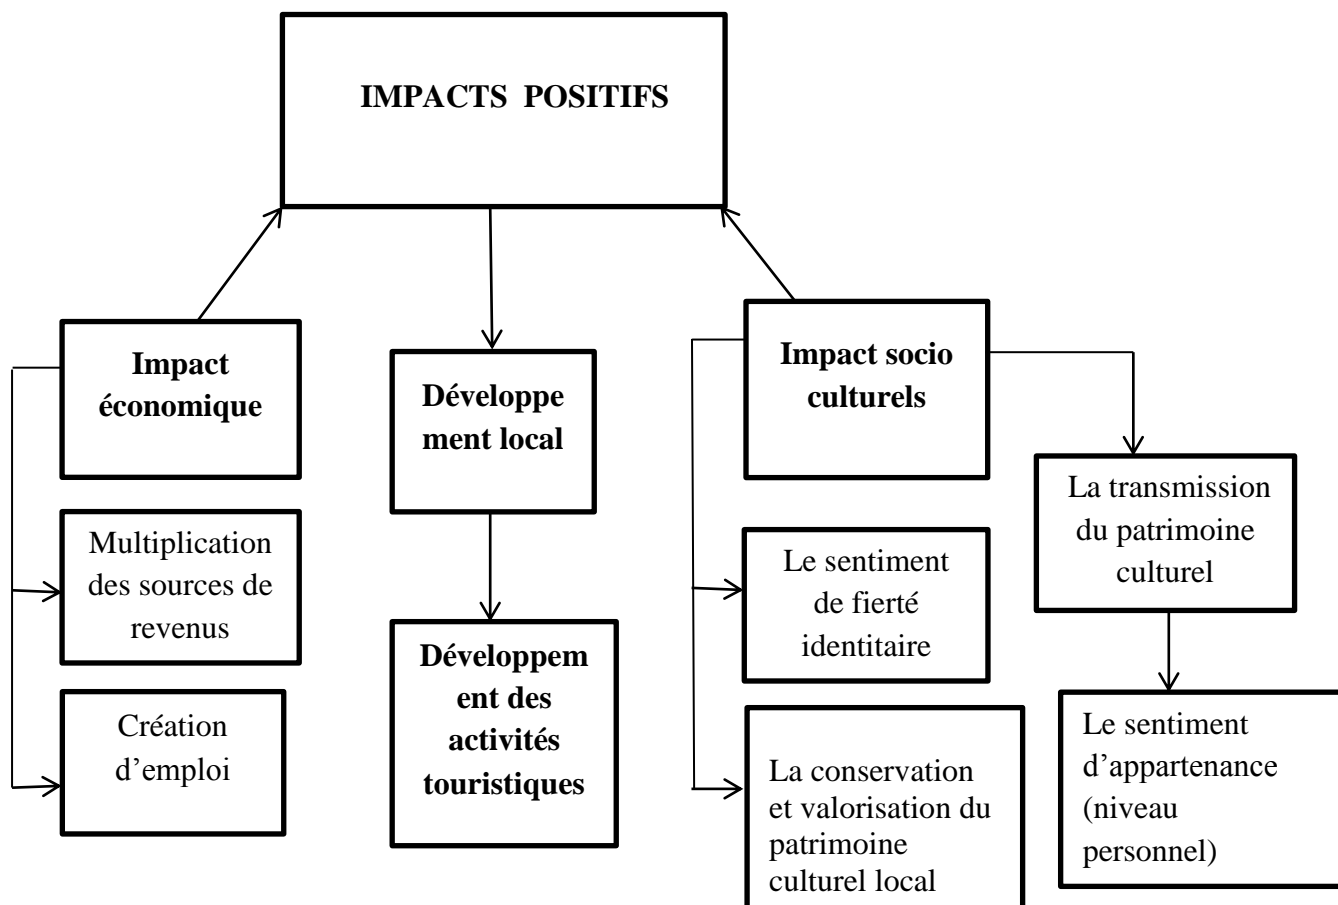 IMPACTS POSITIFS
Impact
économique
Multiplication
des sources de
revenus
Création
d’emploi
Développe
ment local
Développem
ent des
activités
touristiques
Impact socio
culturels
Le sentiment
de fierté
identitaire
La conservation
et valorisation du
patrimoine
culturel local
La transmission
du patrimoine
culturel
Le sentiment
d’appartenance
(niveau
personnel)